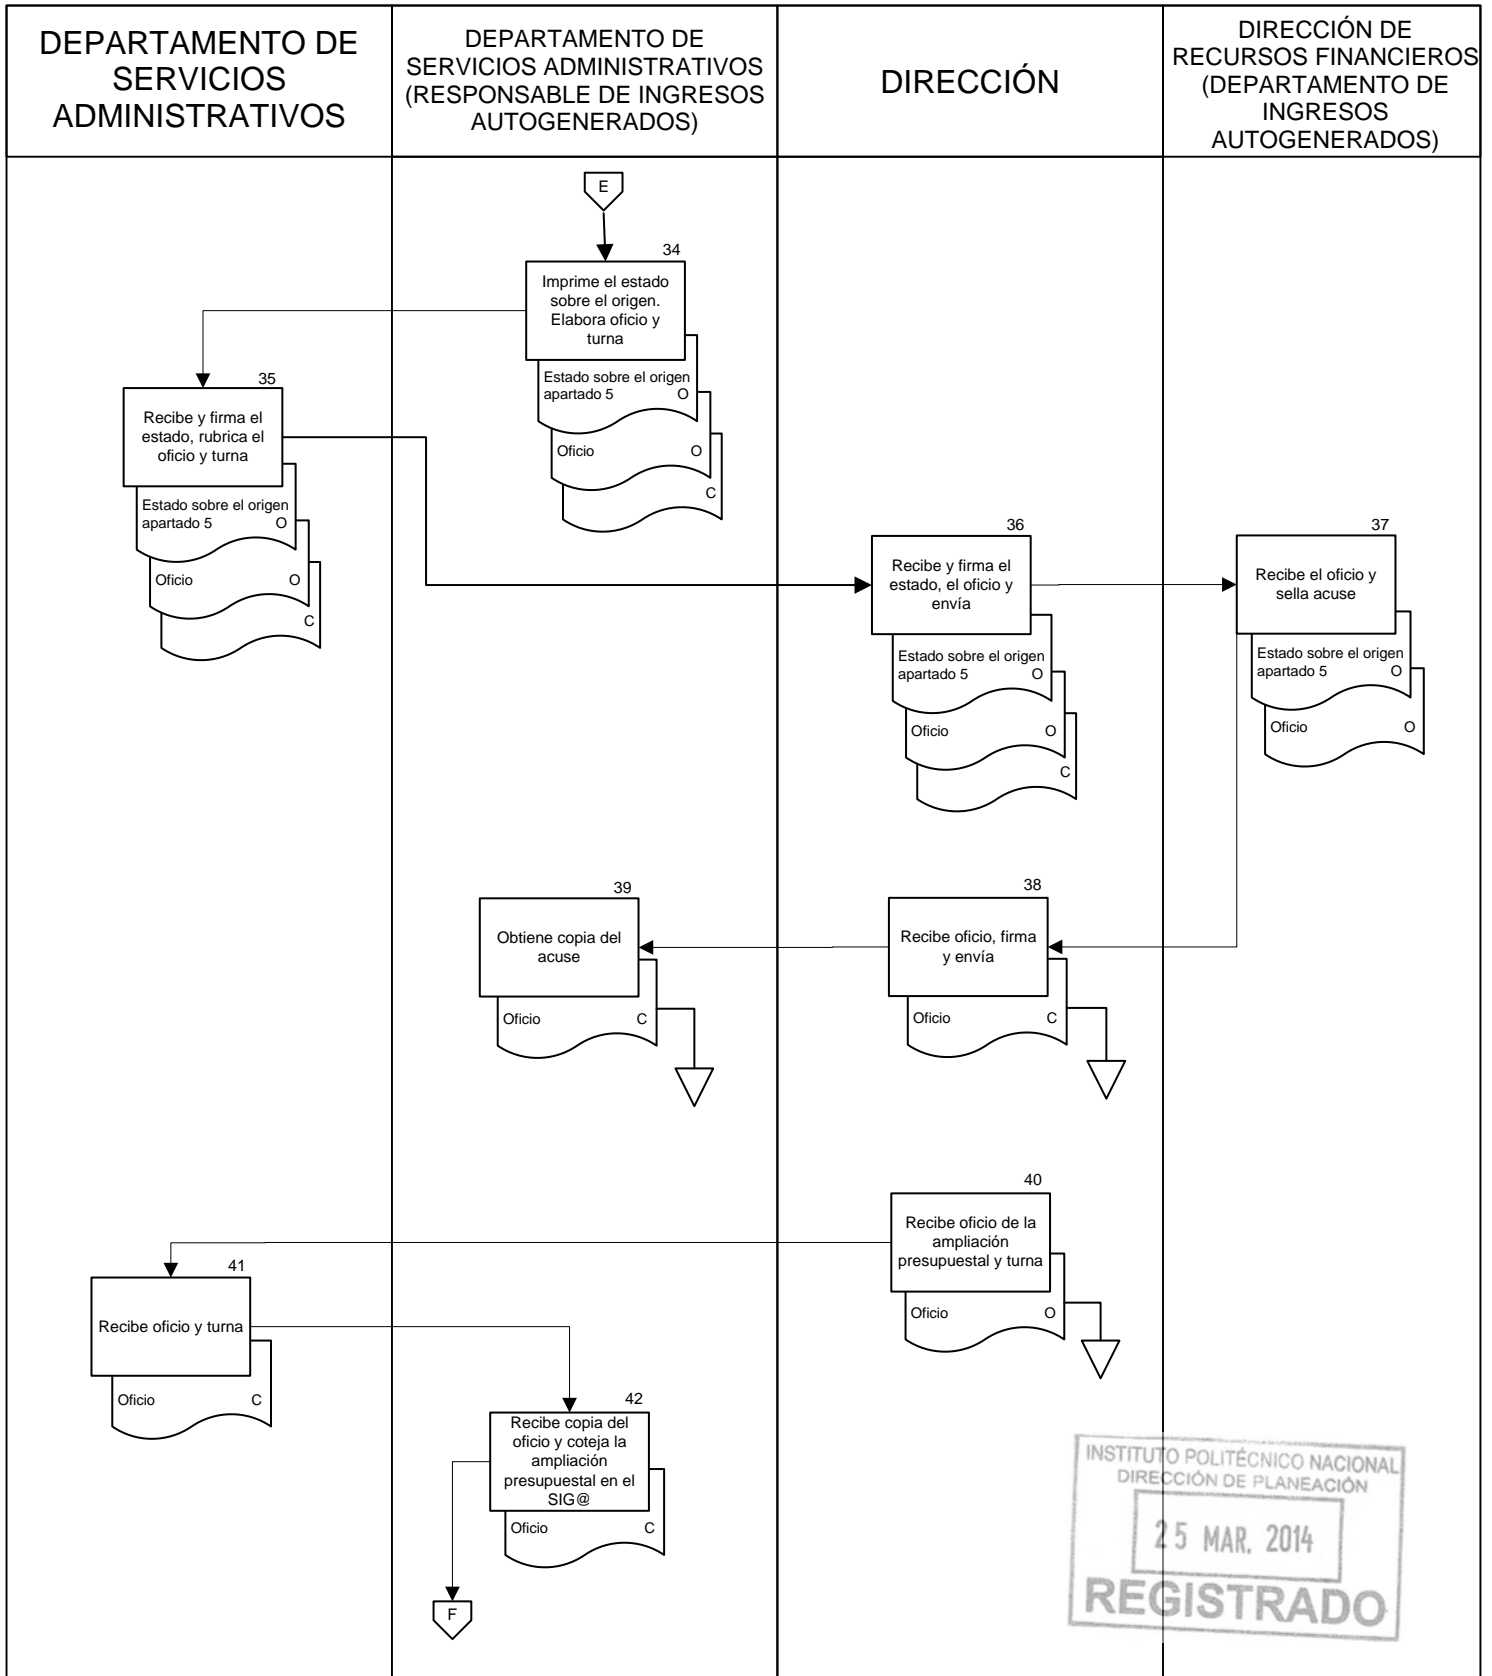 DEPARTAMENTO DE
SERVICIOS
ADMINISTRATIVOS
DEPARTAMENTO DE
SERVICIOS ADMINISTRATIVOS
(RESPONSABLE DE INGRESOS
AUTOGENERADOS)
DIRECCIÓN
DIRECCIÓN DE
RECURSOS FINANCIEROS
(DEPARTAMENTO DE
INGRESOS
AUTOGENERADOS)
E
34
Imprime el estado
sobre el origen.
Elabora oficio y
turna
Estado sobre el origen
apartado 5 O
Oficio O
C
35
Recibe y firma el
estado, rubrica el
oficio y turna
Estado sobre el origen
apartado 5 O
Oficio O
C
36
Recibe y firma el
estado, el oficio y
envía
Estado sobre el origen
apartado 5 O
Oficio O
C
37
Recibe el oficio y
sella acuse
Estado sobre el origen
apartado 5 O
Oficio O
38
Recibe oficio, firma
y envía
Oficio C
39
Obtiene copia del
acuse
Oficio C
40
Recibe oficio de la
ampliación
presupuestal y turna
Oficio O
41
Recibe oficio y turna
Oficio C
42
Recibe copia del
oficio y coteja la
ampliación
presupuestal en el
SIG@
Oficio C
F
INSTITUTO POLITÉCNICO NACIONAL
DIRECCIÓN DE PLANEACIÓN
25 MAR. 2014
REGISTRADO